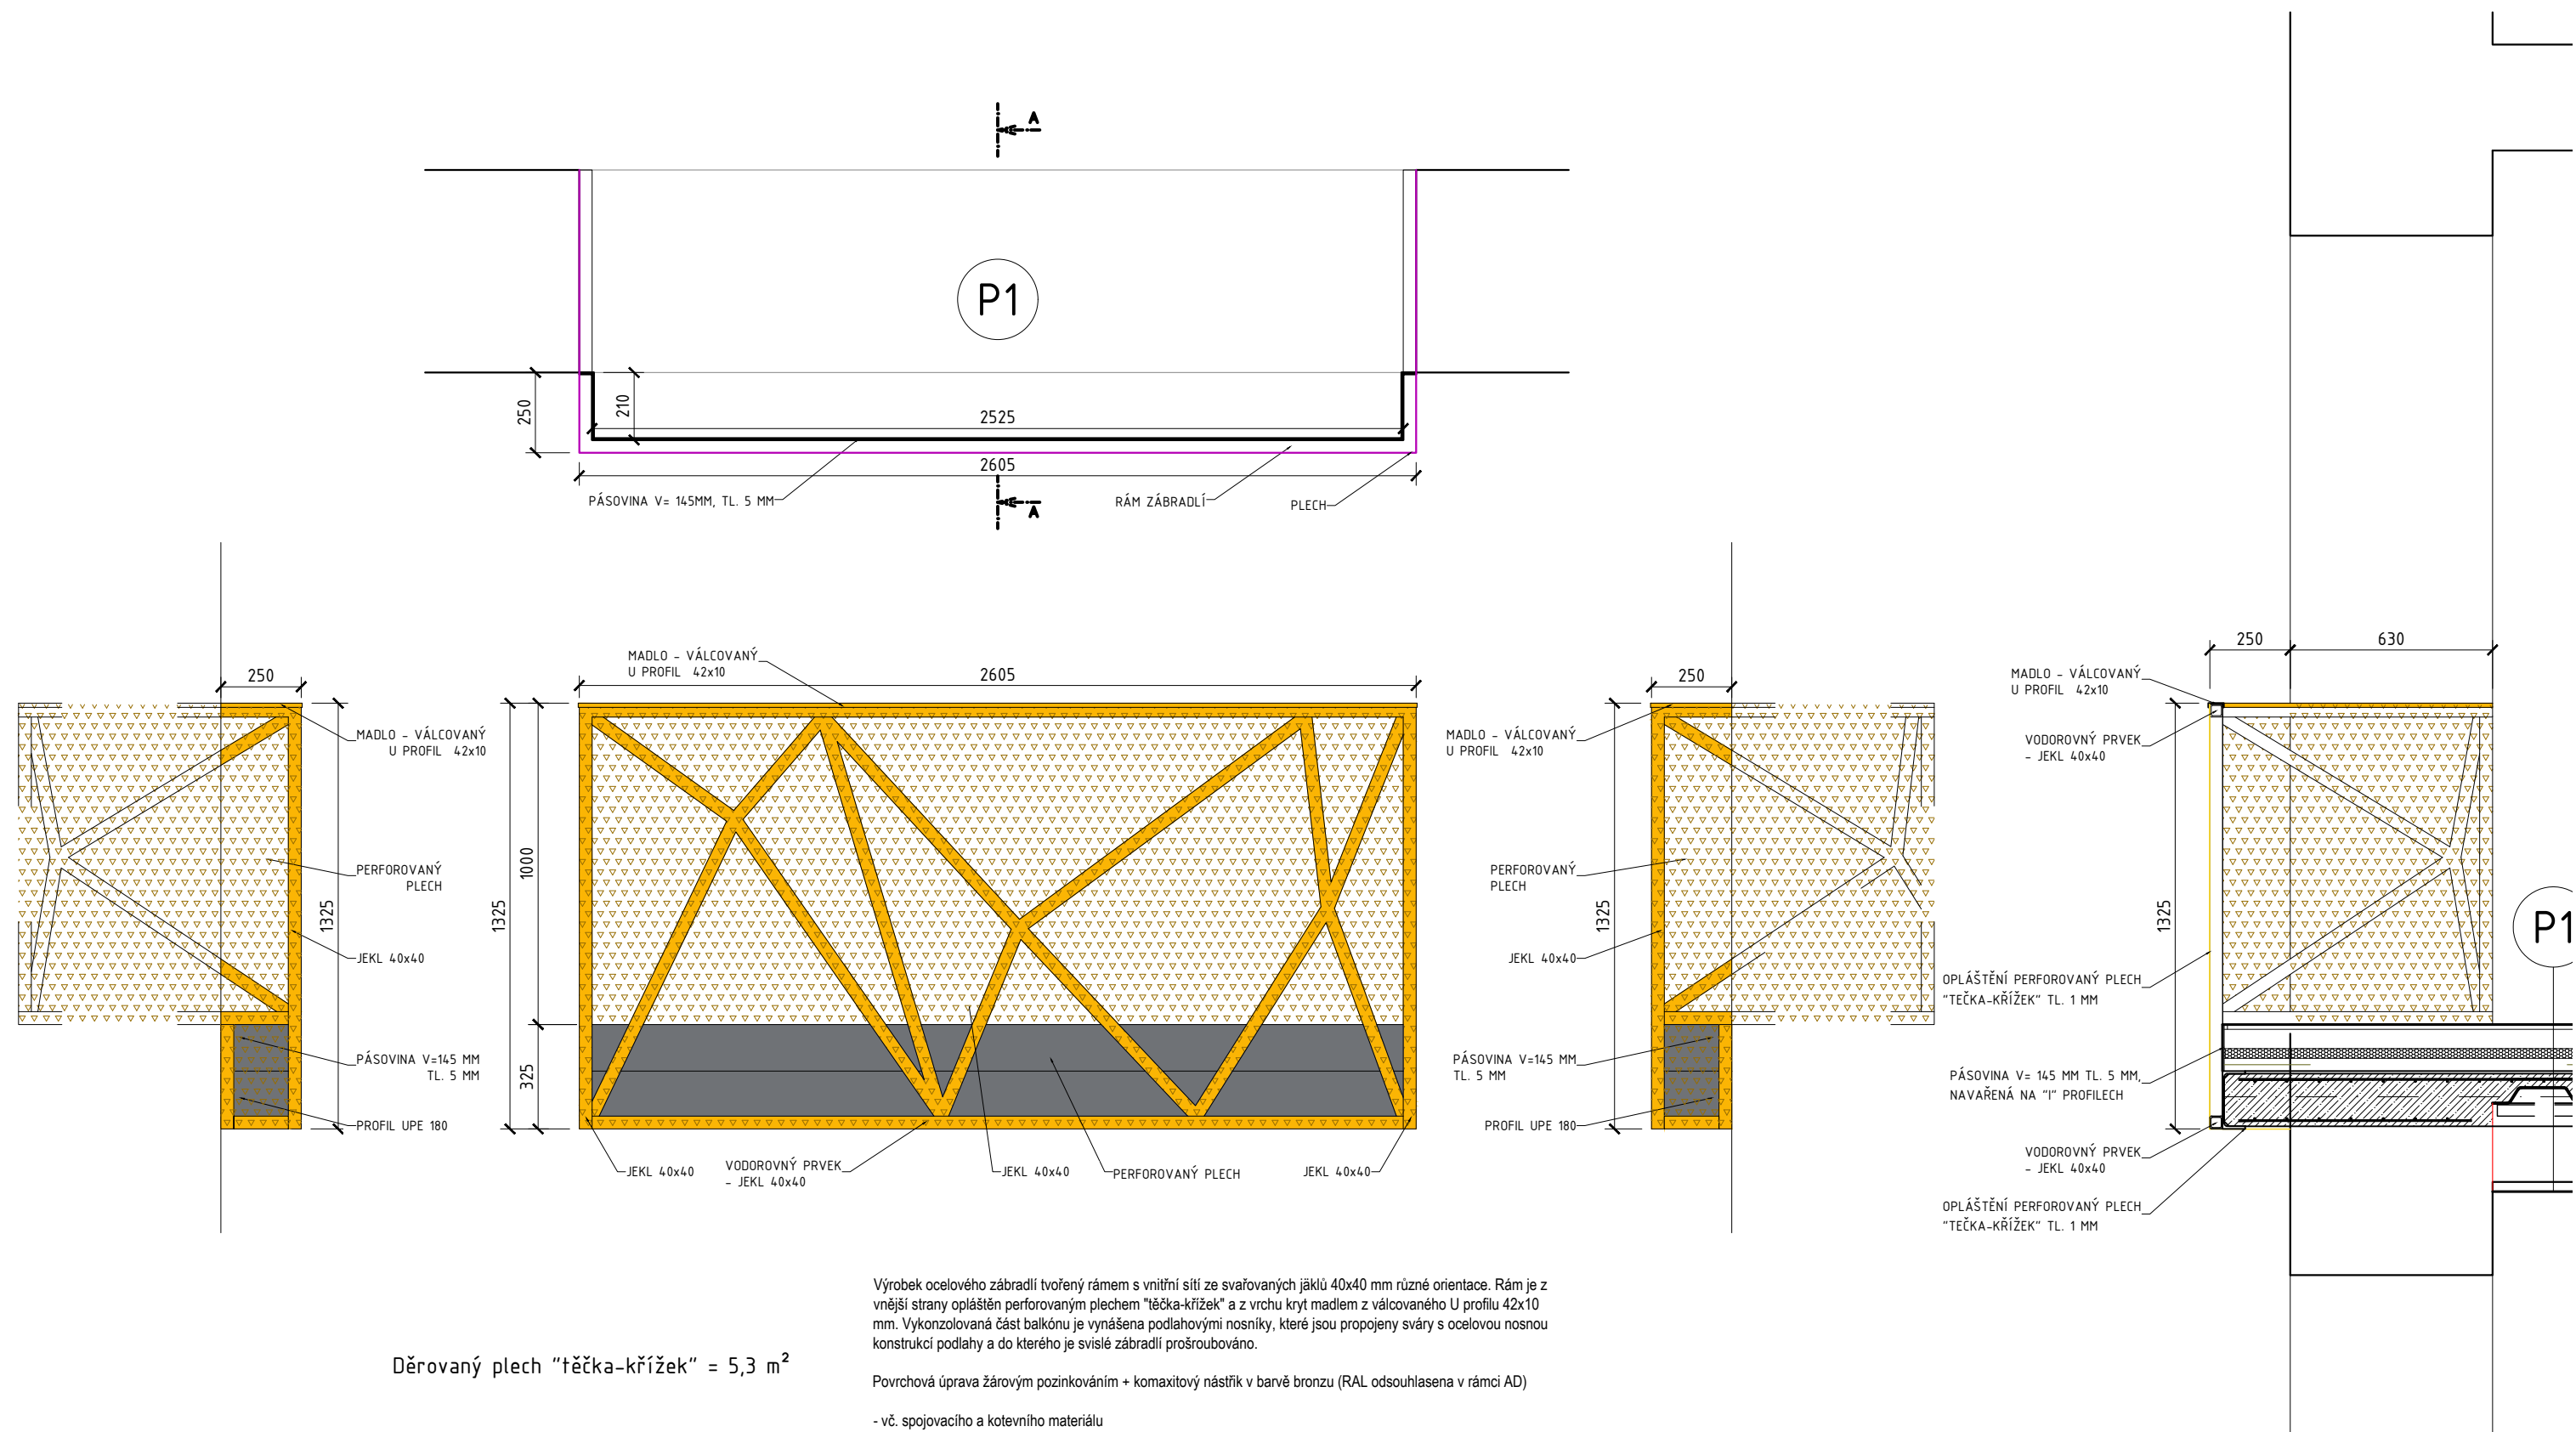 A
P1
250
210
2525
2605
PÁSOVINA V= 145MM, TL. 5 MM
RÁM ZÁBRADLÍ
PLECH
A
250
MADLO - VÁLCOVANÝ
U PROFIL 42x10
PERFOROVANÝ
PLECH
1325
JEKL 40x40
PÁSOVINA V=145 MM
TL. 5 MM
PROFIL UPE 180
MADLO - VÁLCOVANÝ
U PROFIL 42x10
2605
1325
1000
325
JEKL 40x40
VODOROVNÝ PRVEK
- JEKL 40x40
JEKL 40x40
PERFOROVANÝ PLECH
JEKL 40x40
250
MADLO - VÁLCOVANÝ
U PROFIL 42x10
PERFOROVANÝ
PLECH
1325
JEKL 40x40
PÁSOVINA V=145 MM
TL. 5 MM
PROFIL UPE 180
250
630
MADLO - VÁLCOVANÝ
U PROFIL 42x10
VODOROVNÝ PRVEK
- JEKL 40x40
1325
P1
OPLÁŠTĚNÍ PERFOROVANÝ PLECH
"TEČKA-KŘÍŽEK" TL. 1 MM
PÁSOVINA V= 145 MM TL. 5 MM,
NAVAŘENÁ NA "I" PROFILECH
VODOROVNÝ PRVEK
- JEKL 40x40
OPLÁŠTĚNÍ PERFOROVANÝ PLECH
"TEČKA-KŘÍŽEK" TL. 1 MM
Děrovaný plech "těčka-křížek" = 5,3 m²
Výrobek ocelového zábradlí tvořený rámem s vnitřní sítí ze svařovaných jäklů 40x40 mm různé orientace. Rám je z
vnější strany opláštěn perforovaným plechem "těčka-křížek" a z vrchu kryt madlem z válcovaného U profilu 42x10
mm. Vykonzolovaná část balkónu je vynášena podlahovými nosníky, které jsou propojeny sváry s ocelovou nosnou
konstrukcí podlahy a do kterého je svislé zábradlí prošroubováno.
Povrchová úprava žárovým pozinkováním + komaxitový nástřik v barvě bronzu (RAL odsouhlasena v rámci AD)
- vč. spojovacího a kotevního materiálu